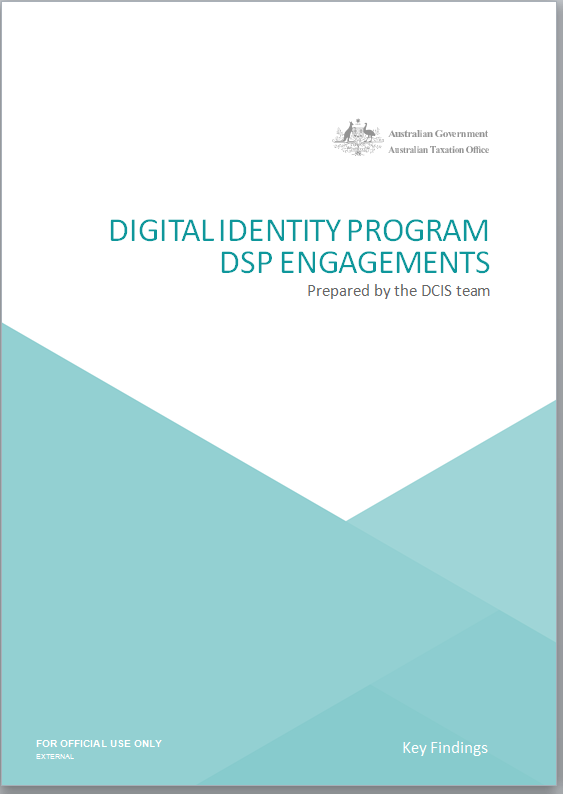 Australian Government
Australian Taxation Office
DIGITAL IDENTITY PROGRAM
DSP ENGAGEMENTS
Prepared by the DCIS team
FOR OFFICIAL USE ONLY
EXTERNAL
Key Findings